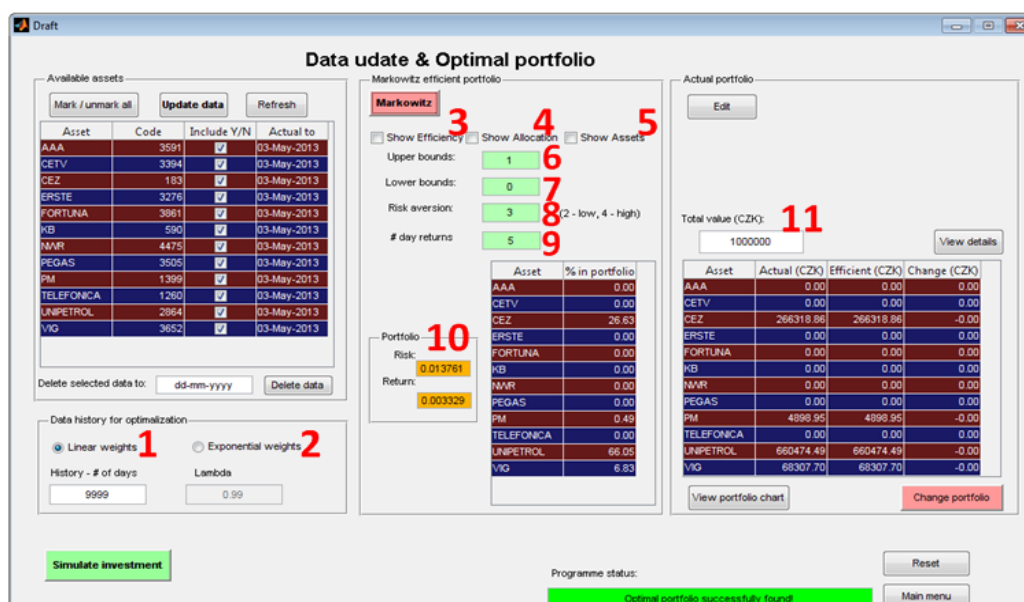 Draft
Data udate & Optimal portfolio
Available assets
Mark / unmark all Update data Refresh
Asset Code Include Y/N Actual to
AAA 3591 03-May-2013
CETV 3394 03-May-2013
CEZ 183 03-May-2013
ERSTE 3276 03-May-2013
FORTUNA 3861 03-May-2013
KB 590 03-May-2013
NWR 4475 03-May-2013
PEGAS 3505 03-May-2013
PM 1399 03-May-2013
TELEFONICA 1260 03-May-2013
UNIPETROL 2864 03-May-2013
VIG 3652 03-May-2013
Delete selected data to: dd-mm-yyyy Delete data
Data history for optimalization
Linear weights 1 Exponential weights 2
History - # of days Lambda
9999 0.99
Simulate investment
Markowitz efficient portfolio
Markowitz
Show Efficiency 3 Show Allocation 4 Show Assets 5
Upper bounds: 1 6
Lower bounds: 0 7
Risk aversion: 3 8 (2 - low, 4 - high)
# day returns 5 9
Asset % in portfolio
AAA 0.00
CETV 0.00
CEZ 26.63
ERSTE 0.00
FORTUNA 0.00
KB 0.00
NWR 0.00
PEGAS 0.00
PM 0.49
TELEFONICA 0.00
UNIPETROL 66.05
VIG 6.83
Portfolio 10
Risk:
0.013761
Return:
0.003329
Actual portfolio
Edit
Total value (CZK): 11
1000000 View details
Asset Actual (CZK) Efficient (CZK) Change (CZK)
AAA 0.00 0.00 0.00
CETV 0.00 0.00 0.00
CEZ 266318.86 266318.86 -0.00
ERSTE 0.00 0.00 0.00
FORTUNA 0.00 0.00 0.00
KB 0.00 0.00 0.00
NWR 0.00 0.00 0.00
PEGAS 0.00 0.00 0.00
PM 4898.95 4898.95 -0.00
TELEFONICA 0.00 0.00 0.00
UNIPETROL 660474.49 660474.49 -0.00
VIG 68307.70 68307.70 -0.00
View portfolio chart Change portfolio
Programme status:
Optimal portfolio successfully found!
Reset
Main menu